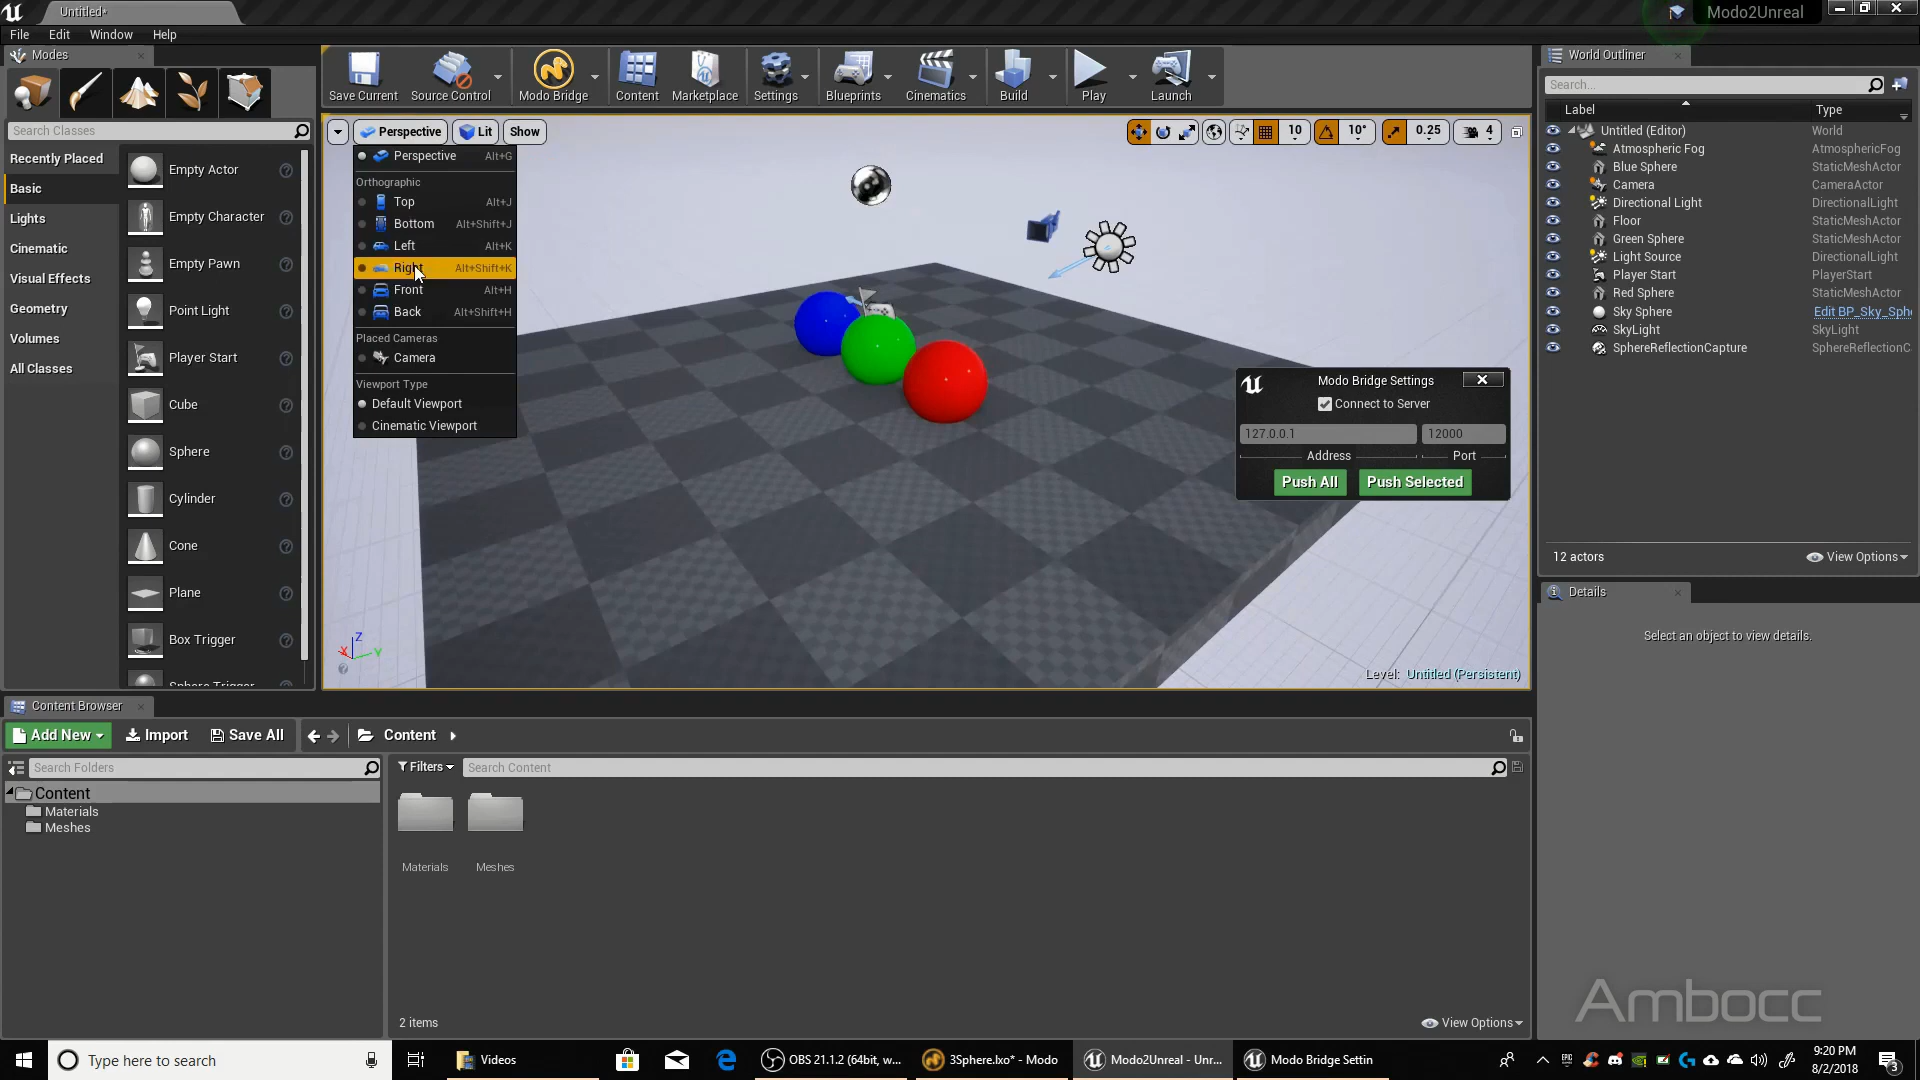 Untitled*
Modo2Unreal
File Edit Window Help
Modes
World Outliner
Save Current
Source Control
Modo Bridge
Content
Marketplace
Settings
Blueprints
Cinematics
Build
Play
Launch
Search Classes
Search...
Label Type
Recently Placed
Basic
Lights
Cinematic
Visual Effects
Geometry
Volumes
All Classes
Empty Actor
Empty Character
Empty Pawn
Point Light
Player Start
Cube
Sphere
Cylinder
Cone
Plane
Box Trigger
Sphere Trigger
Perspective Lit Show
10 10° 0.25 4
Perspective Alt+G
Orthographic
Top Alt+J
Bottom Alt+Shift+J
Left Alt+K
Right Alt+Shift+K
Front Alt+H
Back Alt+Shift+H
Placed Cameras
Camera
Viewport Type
Default Viewport
Cinematic Viewport
Z
X Y
Level: Untitled (Persistent)
Modo Bridge Settings
Connect to Server
127.0.0.1 12000
Address Port
Push All Push Selected
Untitled (Editor) World
Atmospheric Fog AtmosphericFog
Blue Sphere StaticMeshActor
Camera CameraActor
Directional Light DirectionalLight
Floor StaticMeshActor
Green Sphere StaticMeshActor
Light Source DirectionalLight
Player Start PlayerStart
Red Sphere StaticMeshActor
Sky Sphere Edit BP_Sky_Sph
SkyLight SkyLight
SphereReflectionCapture SphereReflectionC
12 actors View Options
Details
Select an object to view details.
Content Browser
Add New Import Save All Content
Search Folders
Filters Search Content
Content
Materials
Meshes
Materials Meshes
2 items View Options
Ambocc
Type here to search
Videos
OBS 21.1.2 (64bit, w...
3Sphere.lxo* - Modo
Modo2Unreal - Unr...
Modo Bridge Settin
EPIC
9:20 PM
8/2/2018
3